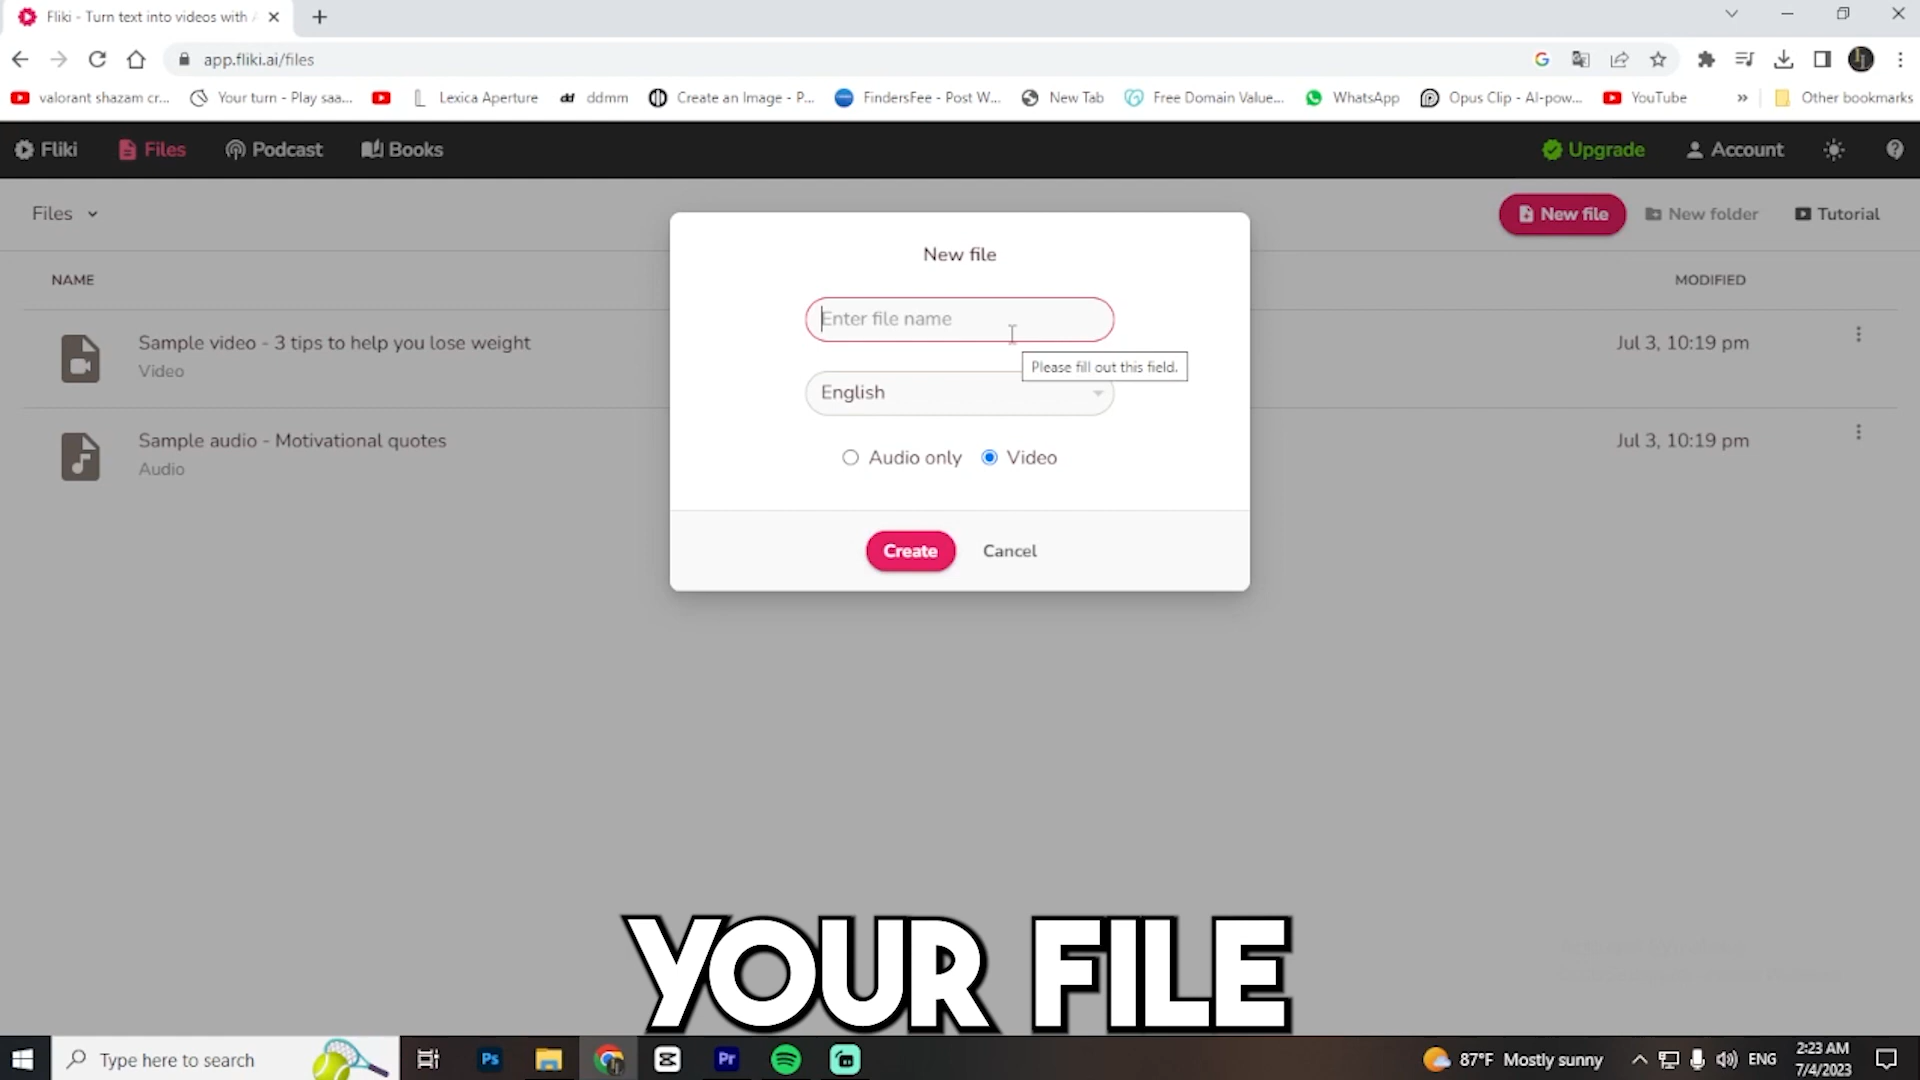 Fliki - Turn text into videos with
app.fliki.ai/files
valorant shazam cr...
Your turn - Play saa...
Lexica Aperture
dd ddmm
Create an Image - P...
FindersFee - Post W...
New Tab
Free Domain Value...
WhatsApp
Opus Clip - AI-pow...
YouTube
»
Other bookmarks
Fliki
Files
Podcast
Books
Upgrade
Account
Files
New file
New folder
Tutorial
NAME
MODIFIED
Sample video - 3 tips to help you lose weight
Video
Jul 3, 10:19 pm
Sample audio - Motivational quotes
Audio
Jul 3, 10:19 pm
New file
Enter file name
Please fill out this field.
English
Audio only
Video
Create
Cancel
YOUR FILE
Type here to search
Ps
Pr
87°F Mostly sunny
ENG
2:23 AM
7/4/2023